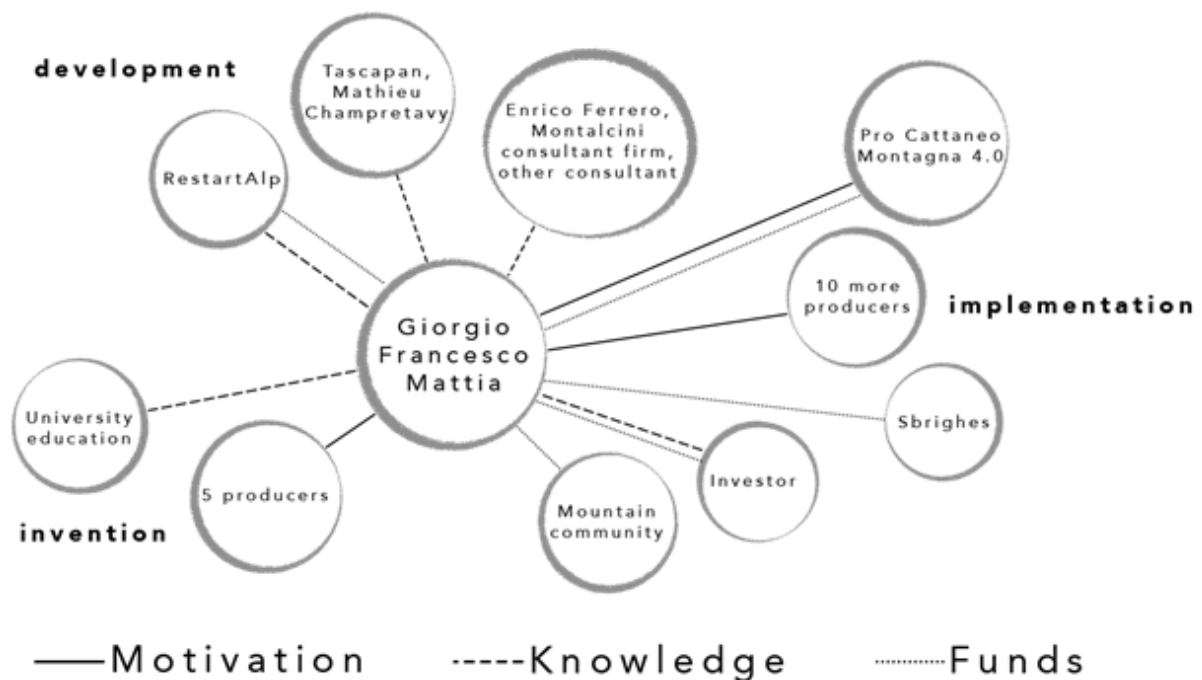 development
Tascapan,
Mathieu
Champretavy
Enrico Ferrero,
Montalcini
consultant firm,
other consultant
Pro Cattaneo
Montagna 4.0
RestartAlp
10 more
producers
implementation
Giorgio
Francesco
Mattia
University
education
Sbrighes
5 producers
Investor
Mountain
community
invention
Motivation
Knowledge
Funds